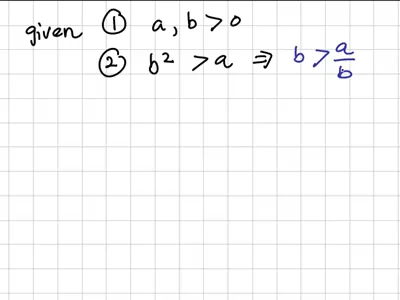 given ① a, b > 0
② b² > a ⇒ b > a/b